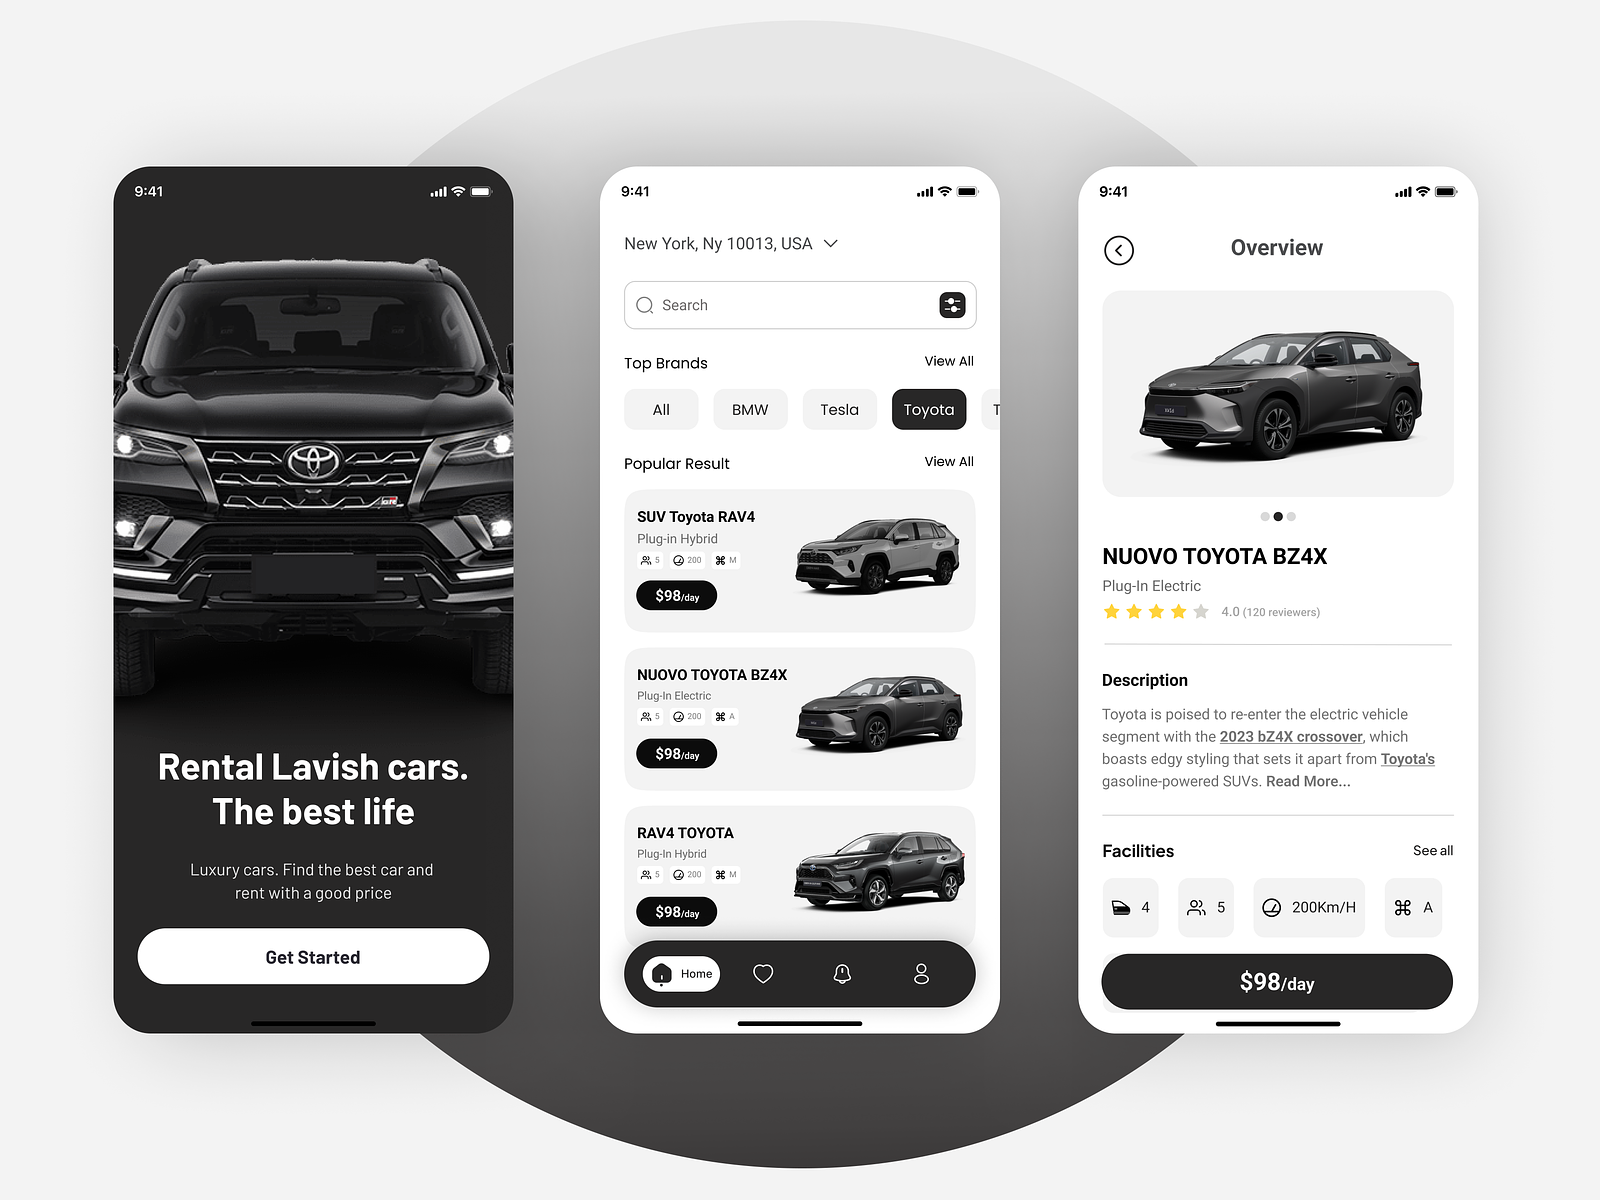 9:41
Rental Lavish cars.
The best life
Luxury cars. Find the best car and
rent with a good price
Get Started
9:41
New York, Ny 10013, USA
Search
Top Brands
View All
All
BMW
Tesla
Toyota
T
Popular Result
View All
SUV Toyota RAV4
Plug-in Hybrid
5
200
M
$98/day
NUOVO TOYOTA BZ4X
Plug-In Electric
5
200
A
$98/day
RAV4 TOYOTA
Plug-In Hybrid
5
200
M
$98/day
Home
9:41
Overview
NUOVO TOYOTA BZ4X
Plug-In Electric
4.0 (120 reviewers)
Description
Toyota is poised to re-enter the electric vehicle
segment with the 2023 bZ4X crossover, which
boasts edgy styling that sets it apart from Toyota's
gasoline-powered SUVs. Read More...
Facilities
See all
4
5
200Km/H
A
$98/day